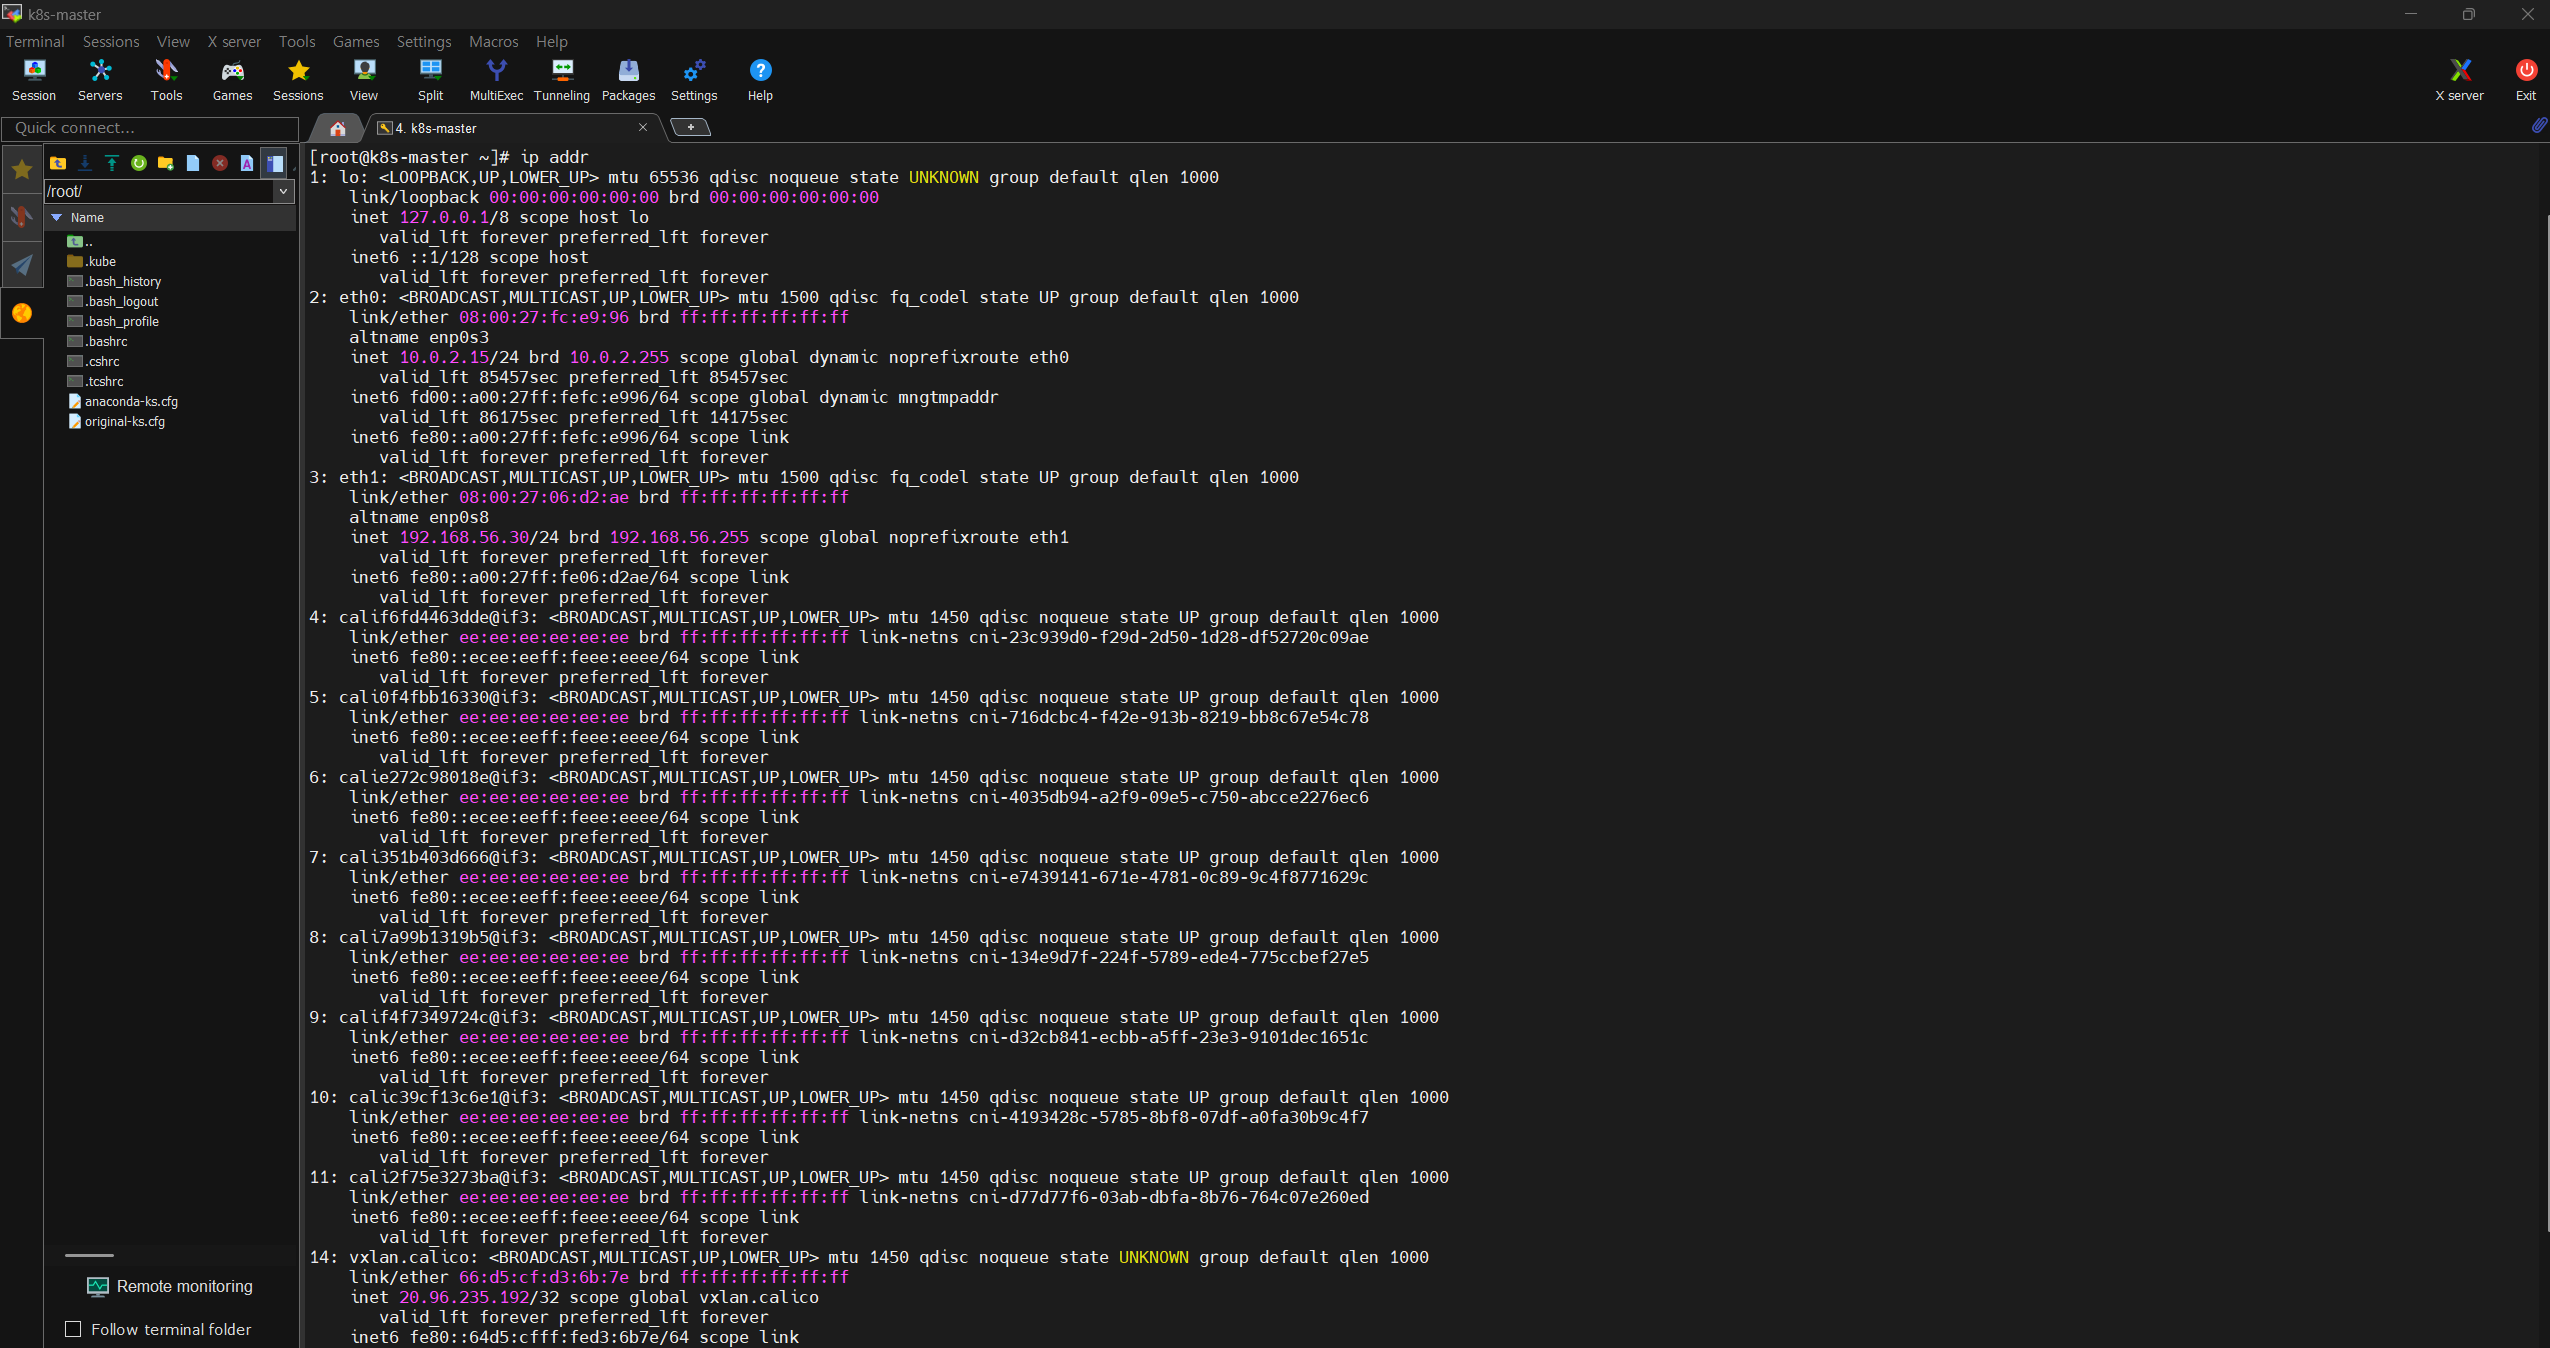 k8s-master
Terminal Sessions View X server Tools Games Settings Macros Help
Session Servers Tools Games Sessions View Split MultiExec Tunneling Packages Settings Help X server Exit
Quick connect...
4. k8s-master
/root/
Name
..
.kube
.bash_history
.bash_logout
.bash_profile
.bashrc
.cshrc
.tcshrc
anaconda-ks.cfg
original-ks.cfg
Remote monitoring
Follow terminal folder
[root@k8s-master ~]# ip addr
1: lo: <LOOPBACK,UP,LOWER_UP> mtu 65536 qdisc noqueue state UNKNOWN group default qlen 1000
    link/loopback 00:00:00:00:00:00 brd 00:00:00:00:00:00
    inet 127.0.0.1/8 scope host lo
       valid_lft forever preferred_lft forever
    inet6 ::1/128 scope host
       valid_lft forever preferred_lft forever
2: eth0: <BROADCAST,MULTICAST,UP,LOWER_UP> mtu 1500 qdisc fq_codel state UP group default qlen 1000
    link/ether 08:00:27:fc:e9:96 brd ff:ff:ff:ff:ff:ff
    altname enp0s3
    inet 10.0.2.15/24 brd 10.0.2.255 scope global dynamic noprefixroute eth0
       valid_lft 85457sec preferred_lft 85457sec
    inet6 fd00::a00:27ff:fefc:e996/64 scope global dynamic mngtmpaddr
       valid_lft 86175sec preferred_lft 14175sec
    inet6 fe80::a00:27ff:fefc:e996/64 scope link
       valid_lft forever preferred_lft forever
3: eth1: <BROADCAST,MULTICAST,UP,LOWER_UP> mtu 1500 qdisc fq_codel state UP group default qlen 1000
    link/ether 08:00:27:06:d2:ae brd ff:ff:ff:ff:ff:ff
    altname enp0s8
    inet 192.168.56.30/24 brd 192.168.56.255 scope global noprefixroute eth1
       valid_lft forever preferred_lft forever
    inet6 fe80::a00:27ff:fe06:d2ae/64 scope link
       valid_lft forever preferred_lft forever
4: calif6fd4463dde@if3: <BROADCAST,MULTICAST,UP,LOWER_UP> mtu 1450 qdisc noqueue state UP group default qlen 1000
    link/ether ee:ee:ee:ee:ee:ee brd ff:ff:ff:ff:ff:ff link-netns cni-23c939d0-f29d-2d50-1d28-df52720c09ae
    inet6 fe80::ecee:eeff:feee:eeee/64 scope link
       valid_lft forever preferred_lft forever
5: cali0f4fbb16330@if3: <BROADCAST,MULTICAST,UP,LOWER_UP> mtu 1450 qdisc noqueue state UP group default qlen 1000
    link/ether ee:ee:ee:ee:ee:ee brd ff:ff:ff:ff:ff:ff link-netns cni-716dcbc4-f42e-913b-8219-bb8c67e54c78
    inet6 fe80::ecee:eeff:feee:eeee/64 scope link
       valid_lft forever preferred_lft forever
6: calie272c98018e@if3: <BROADCAST,MULTICAST,UP,LOWER_UP> mtu 1450 qdisc noqueue state UP group default qlen 1000
    link/ether ee:ee:ee:ee:ee:ee brd ff:ff:ff:ff:ff:ff link-netns cni-4035db94-a2f9-09e5-c750-abcce2276ec6
    inet6 fe80::ecee:eeff:feee:eeee/64 scope link
       valid_lft forever preferred_lft forever
7: cali351b403d666@if3: <BROADCAST,MULTICAST,UP,LOWER_UP> mtu 1450 qdisc noqueue state UP group default qlen 1000
    link/ether ee:ee:ee:ee:ee:ee brd ff:ff:ff:ff:ff:ff link-netns cni-e7439141-671e-4781-0c89-9c4f8771629c
    inet6 fe80::ecee:eeff:feee:eeee/64 scope link
       valid_lft forever preferred_lft forever
8: cali7a99b1319b5@if3: <BROADCAST,MULTICAST,UP,LOWER_UP> mtu 1450 qdisc noqueue state UP group default qlen 1000
    link/ether ee:ee:ee:ee:ee:ee brd ff:ff:ff:ff:ff:ff link-netns cni-134e9d7f-224f-5789-ede4-775ccbef27e5
    inet6 fe80::ecee:eeff:feee:eeee/64 scope link
       valid_lft forever preferred_lft forever
9: calif4f7349724c@if3: <BROADCAST,MULTICAST,UP,LOWER_UP> mtu 1450 qdisc noqueue state UP group default qlen 1000
    link/ether ee:ee:ee:ee:ee:ee brd ff:ff:ff:ff:ff:ff link-netns cni-d32cb841-ecbb-a5ff-23e3-9101dec1651c
    inet6 fe80::ecee:eeff:feee:eeee/64 scope link
       valid_lft forever preferred_lft forever
10: calic39cf13c6e1@if3: <BROADCAST,MULTICAST,UP,LOWER_UP> mtu 1450 qdisc noqueue state UP group default qlen 1000
    link/ether ee:ee:ee:ee:ee:ee brd ff:ff:ff:ff:ff:ff link-netns cni-4193428c-5785-8bf8-07df-a0fa30b9c4f7
    inet6 fe80::ecee:eeff:feee:eeee/64 scope link
       valid_lft forever preferred_lft forever
11: cali2f75e3273ba@if3: <BROADCAST,MULTICAST,UP,LOWER_UP> mtu 1450 qdisc noqueue state UP group default qlen 1000
    link/ether ee:ee:ee:ee:ee:ee brd ff:ff:ff:ff:ff:ff link-netns cni-d77d77f6-03ab-dbfa-8b76-764c07e260ed
    inet6 fe80::ecee:eeff:feee:eeee/64 scope link
       valid_lft forever preferred_lft forever
14: vxlan.calico: <BROADCAST,MULTICAST,UP,LOWER_UP> mtu 1450 qdisc noqueue state UNKNOWN group default qlen 1000
    link/ether 66:d5:cf:d3:6b:7e brd ff:ff:ff:ff:ff:ff
    inet 20.96.235.192/32 scope global vxlan.calico
       valid_lft forever preferred_lft forever
    inet6 fe80::64d5:cfff:fed3:6b7e/64 scope link